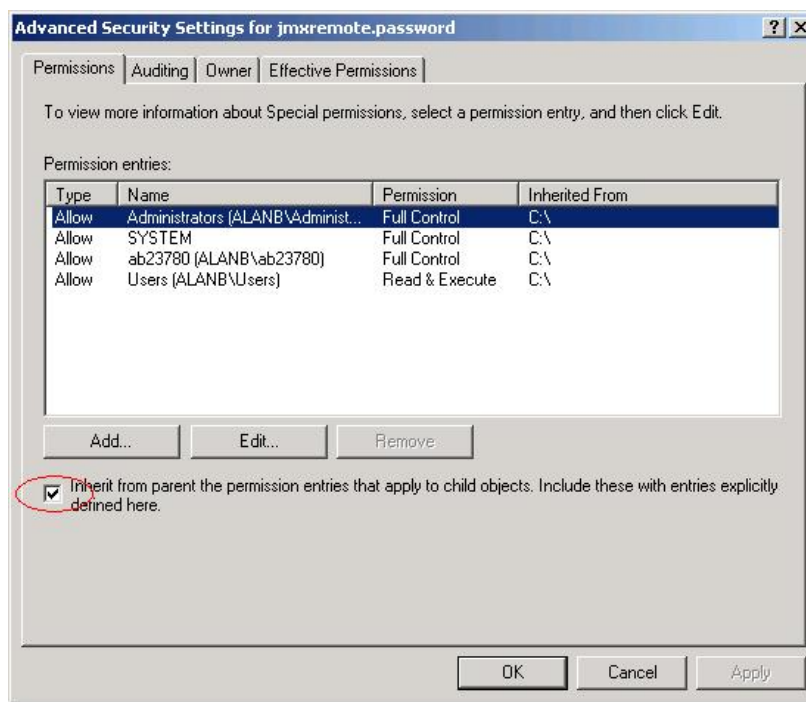 Advanced Security Settings for jmxremote.password
Permissions Auditing Owner Effective Permissions
To view more information about Special permissions, select a permission entry, and then click Edit.
Permission entries:
Type Name Permission Inherited From
Allow Administrators (ALANB\Administ... Full Control C:\
Allow SYSTEM Full Control C:\
Allow ab23780 (ALANB\ab23780) Full Control C:\
Allow Users (ALANB\Users) Read & Execute C:\
Add... Edit... Remove
Inherit from parent the permission entries that apply to child objects. Include these with entries explicitly
defined here.
OK Cancel Apply